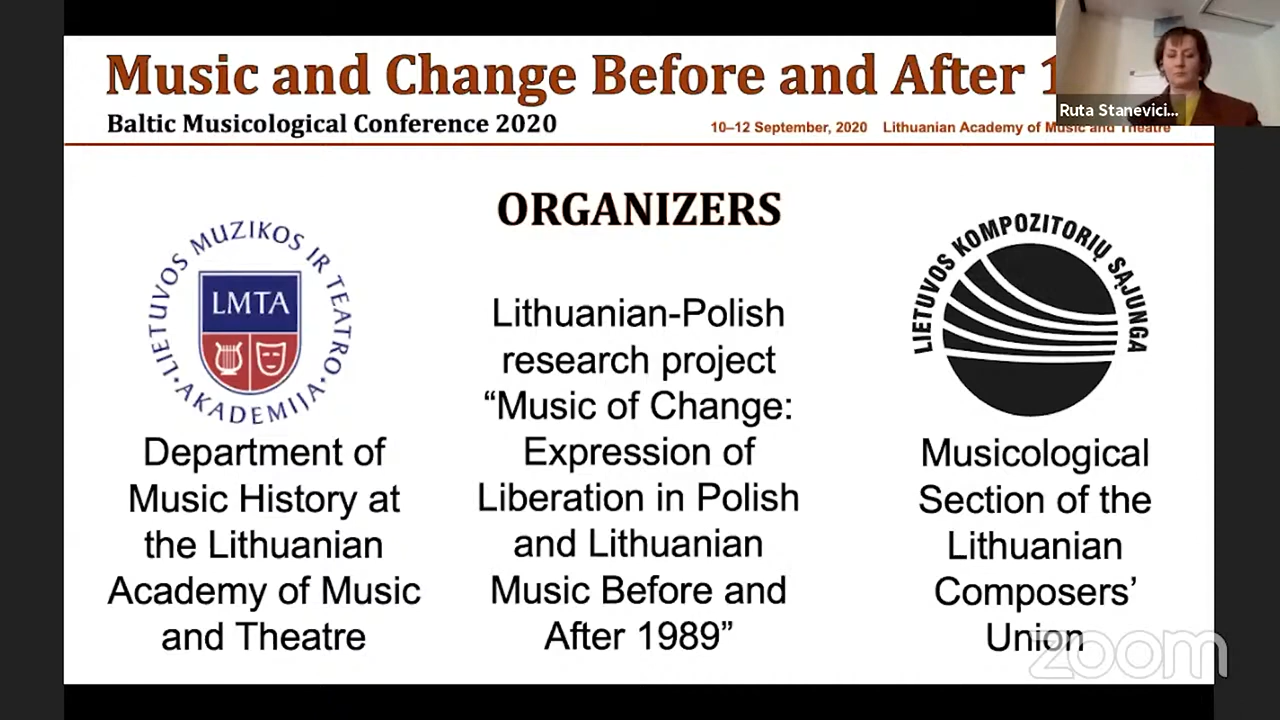 Music and Change Before and After 1
Ruta Stanevici...
Baltic Musicological Conference 2020
10–12 September, 2020 Lithuanian Academy of Music and Theatre
ORGANIZERS
LIETUVOS MUZIKOS IR TEATRO AKADEMIJA
LMTA
Department of
Music History at
the Lithuanian
Academy of Music
and Theatre
Lithuanian-Polish
research project
“Music of Change:
Expression of
Liberation in Polish
and Lithuanian
Music Before and
After 1989”
LIETUVOS KOMPOZITORIŲ SĄJUNGA
Musicological
Section of the
Lithuanian
Composers’
Union
zoom